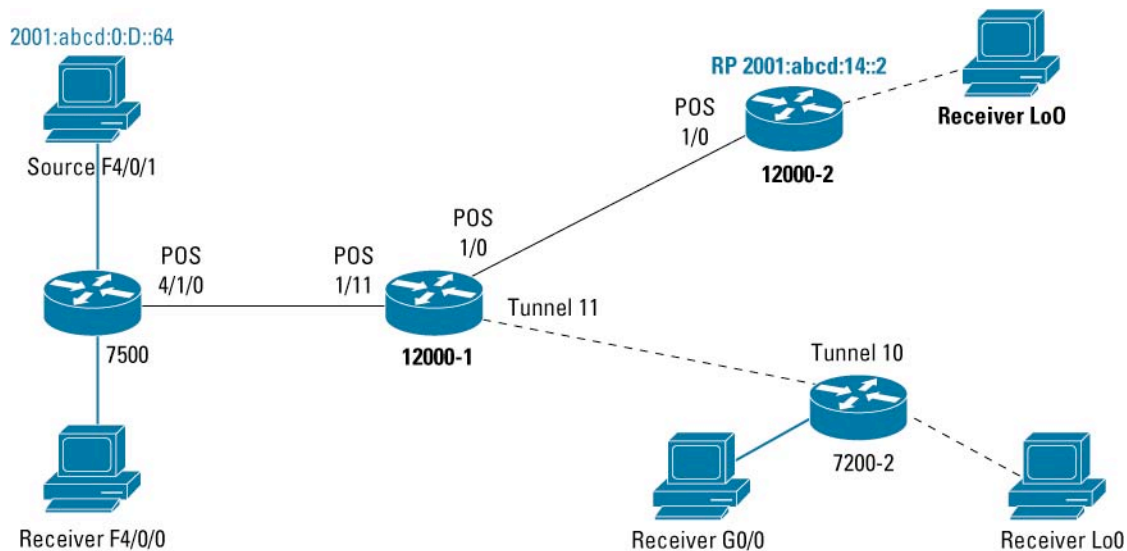 2001:abcd:0:D::64
RP 2001:abcd:14::2
Receiver Lo0
POS
1/0
12000-2
Source F4/0/1
POS
1/0
POS
4/1/0
POS
1/11
Tunnel 11
7500
12000-1
Tunnel 10
7200-2
Receiver F4/0/0
Receiver G0/0
Receiver Lo0